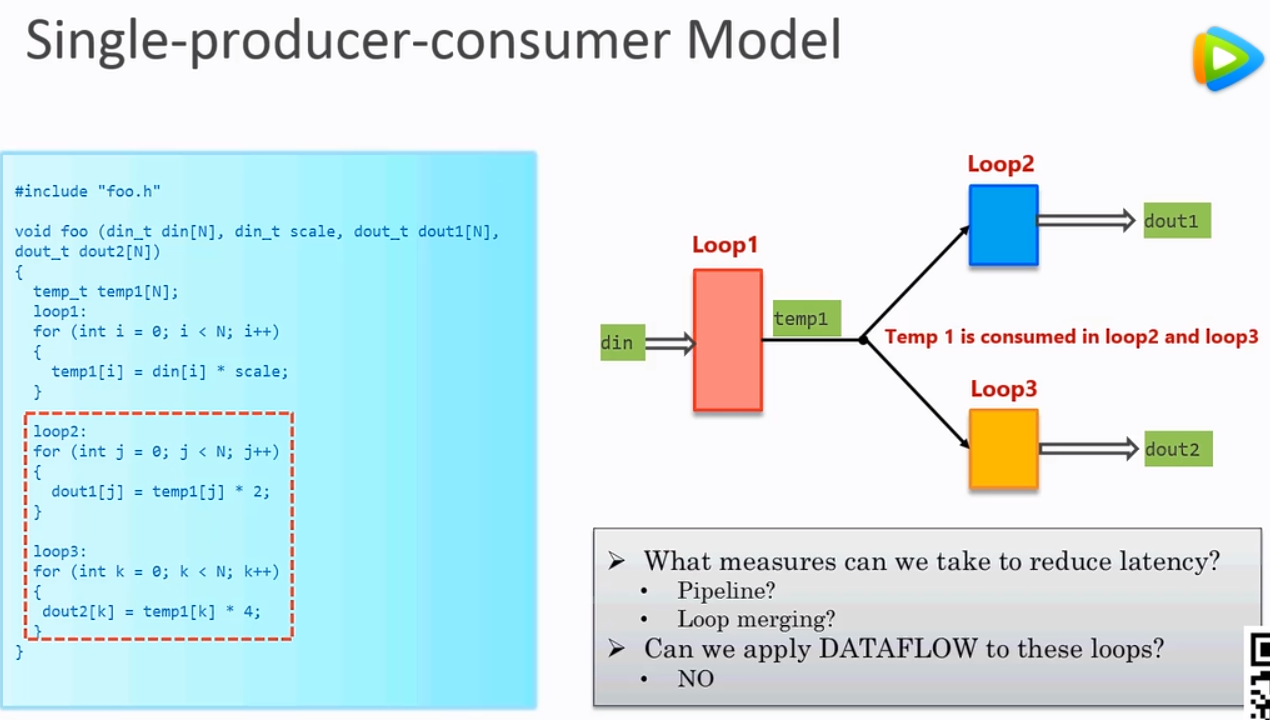 Single-producer-consumer Model
#include "foo.h"
void foo (din_t din[N], din_t scale, dout_t dout1[N],
dout_t dout2[N])
{
temp_t temp1[N];
loop1:
for (int i = 0; i < N; i++)
{
temp1[i] = din[i] * scale;
}
loop2:
for (int j = 0; j < N; j++)
{
dout1[j] = temp1[j] * 2;
}
loop3:
for (int k = 0; k < N; k++)
{
dout2[k] = temp1[k] * 4;
}
}
Loop2
dout1
Loop1
temp1
din
Temp 1 is consumed in loop2 and loop3
Loop3
dout2
➢ What measures can we take to reduce latency?
• Pipeline?
• Loop merging?
➢ Can we apply DATAFLOW to these loops?
• NO